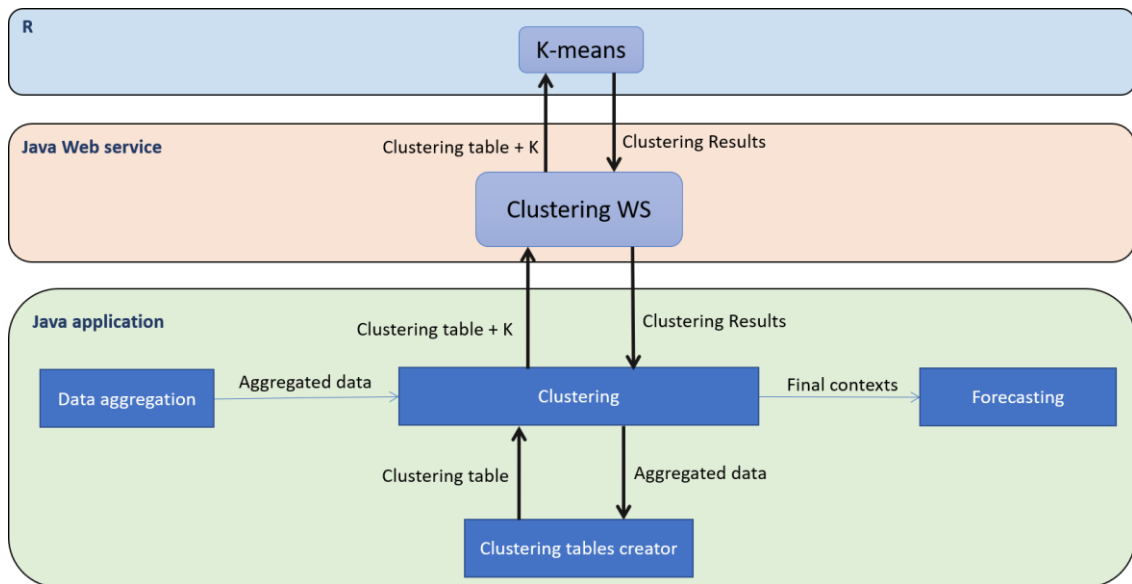 R
K-means
Clustering table + K
Clustering Results
Java Web service
Clustering WS
Java application
Clustering table + K
Clustering Results
Data aggregation
Aggregated data
Clustering
Final contexts
Forecasting
Clustering table
Aggregated data
Clustering tables creator